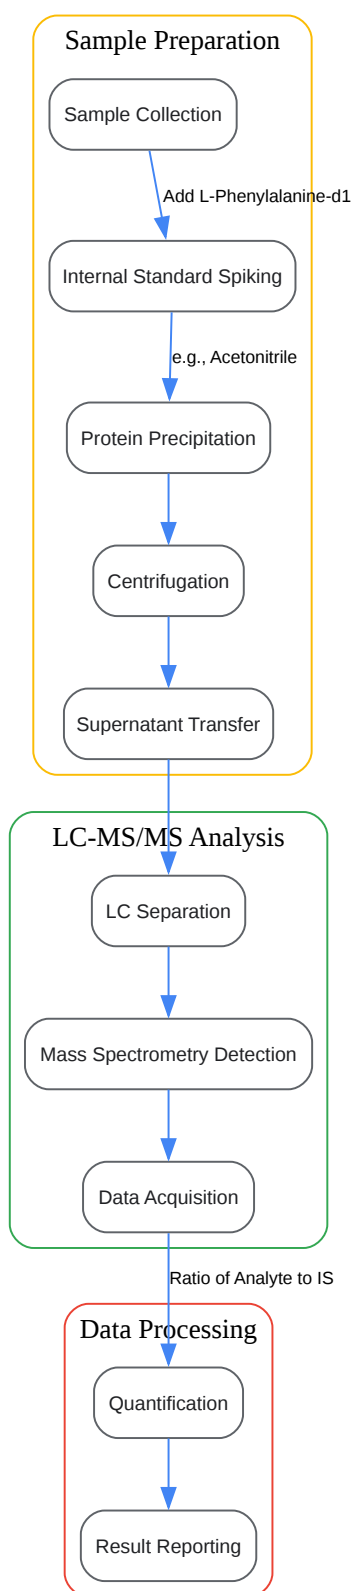 Sample Preparation
Sample Collection
Add L-Phenylalanine-d1
Internal Standard Spiking
e.g., Acetonitrile
Protein Precipitation
Centrifugation
Supernatant Transfer
LC-MS/MS Analysis
LC Separation
Mass Spectrometry Detection
Data Acquisition
Ratio of Analyte to IS
Data Processing
Quantification
Result Reporting